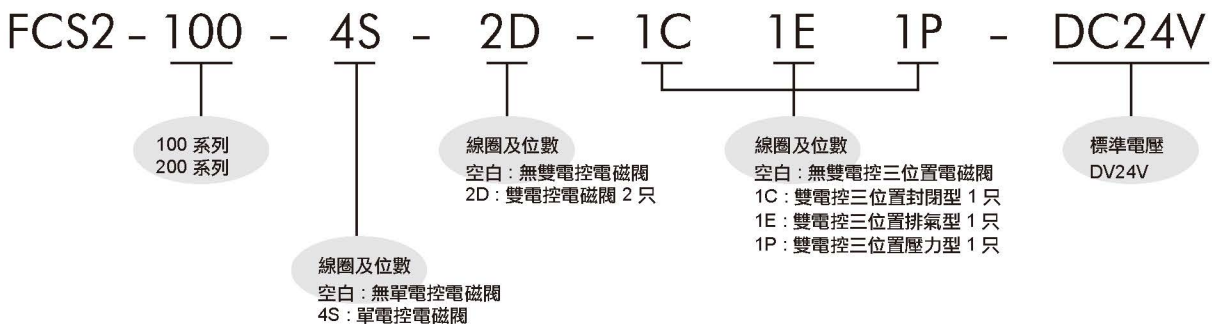 FCS2 - 100 - 4S - 2D - 1C 1E 1P - DC24V
100 系列
200 系列
線圈及位數
空白 : 無單電控電磁閥
4S : 單電控電磁閥
線圈及位數
空白 : 無雙電控電磁閥
2D : 雙電控電磁閥 2 只
線圈及位數
空白 : 無雙電控三位置電磁閥
1C : 雙電控三位置封閉型 1 只
1E : 雙電控三位置排氣型 1 只
1P : 雙電控三位置壓力型 1 只
標準電壓
DV24V